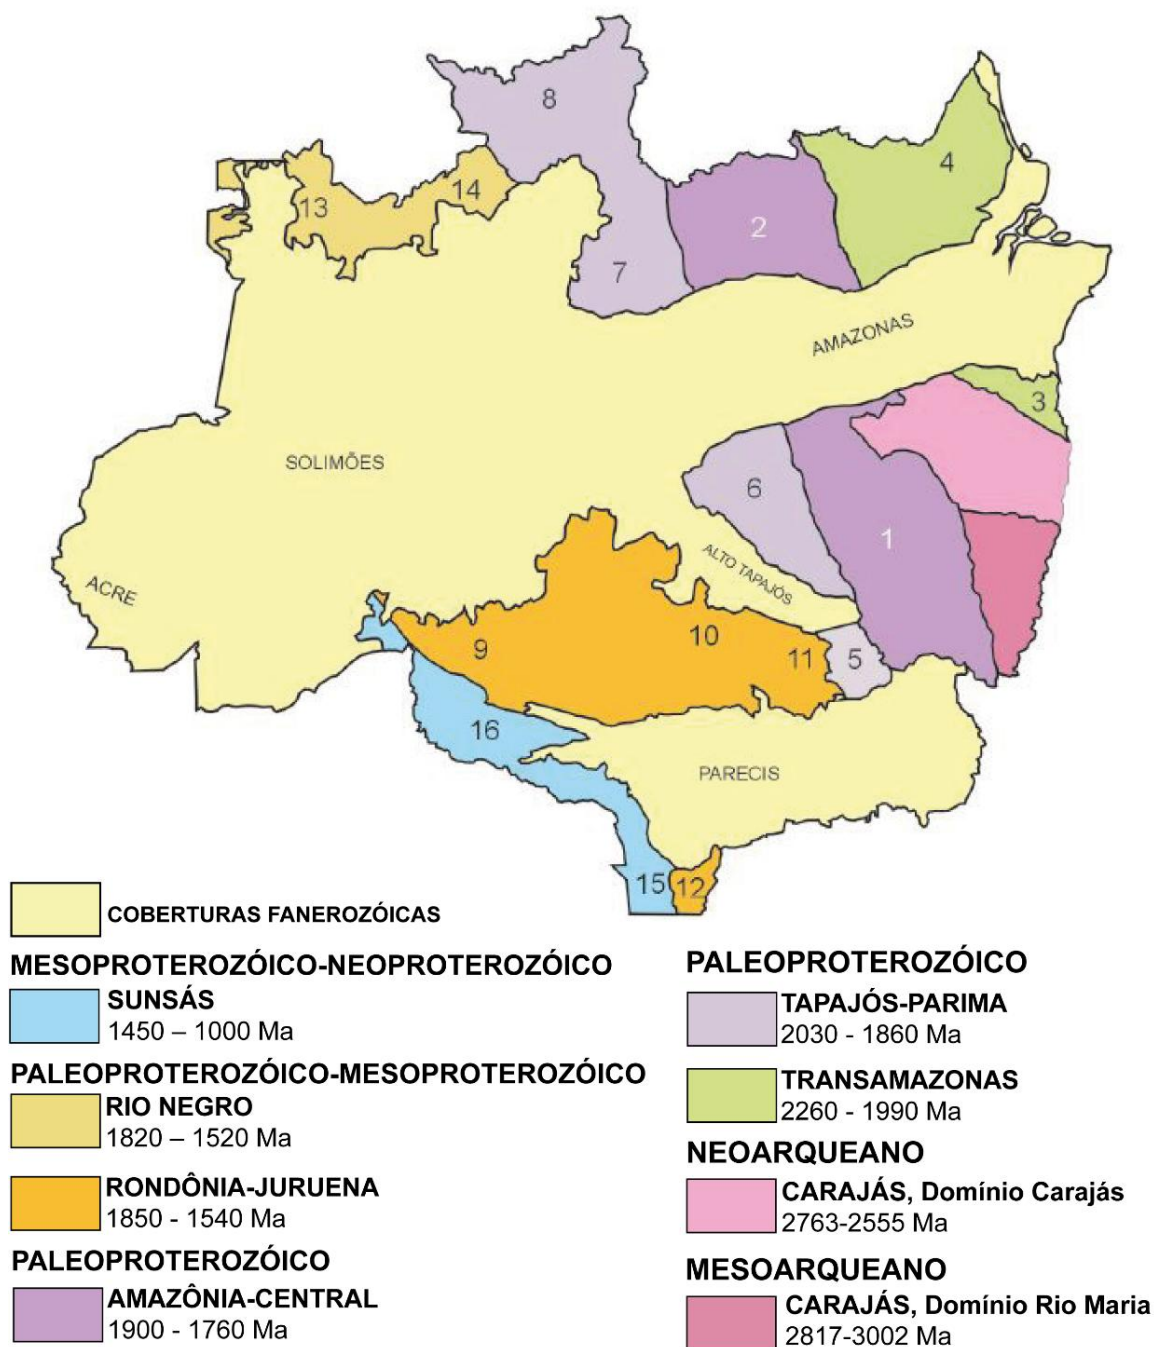 8
4
14
13
2
7
AMAZONAS
3
SOLIMÕES
6
1
ALTO TAPAJÓS
ACRE
10
9
11
5
16
PARECIS
15
12
COBERTURAS FANEROZÓICAS
MESOPROTEROZÓICO-NEOPROTEROZÓICO
SUNSÁS
1450 – 1000 Ma
PALEOPROTEROZÓICO-MESOPROTEROZÓICO
RIO NEGRO
1820 – 1520 Ma
RONDÔNIA-JURUENA
1850 - 1540 Ma
PALEOPROTEROZÓICO
AMAZÔNIA-CENTRAL
1900 - 1760 Ma
PALEOPROTEROZÓICO
TAPAJÓS-PARIMA
2030 - 1860 Ma
TRANSAMAZONAS
2260 - 1990 Ma
NEOARQUEANO
CARAJÁS, Domínio Carajás
2763-2555 Ma
MESOARQUEANO
CARAJÁS, Domínio Rio Maria
2817-3002 Ma